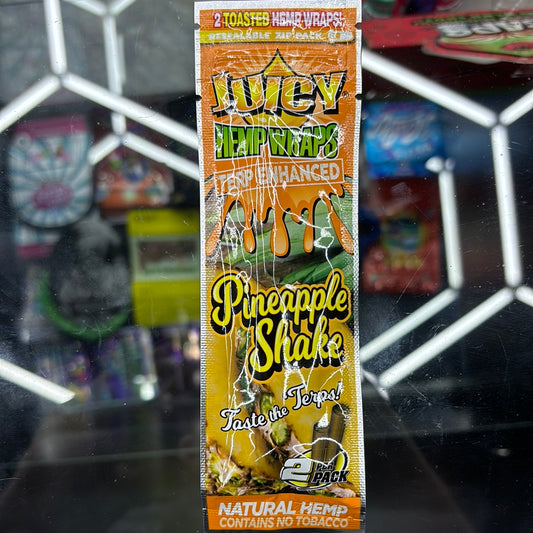 2 TOASTED HEMP WRAPS!
RESEALABLE ZIP PACK
JUICY
HEMP WRAPS
TERP ENHANCED
Pineapple
Shake
Taste the Terps!
2 Per
PACK
NATURAL HEMP
CONTAINS NO TOBACCO